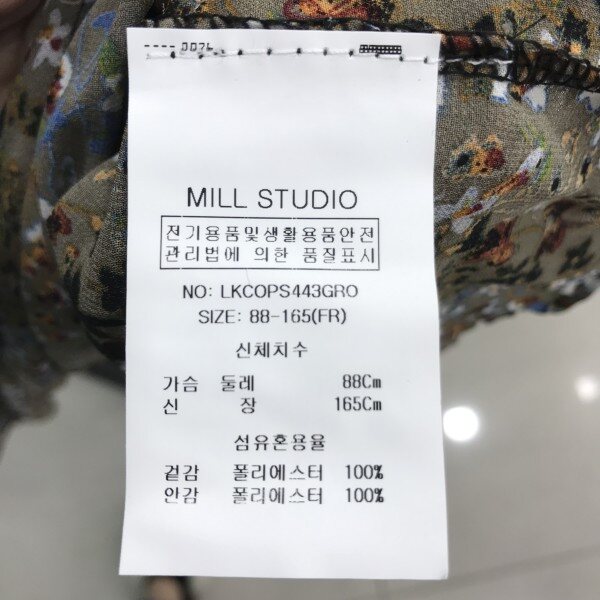 MILL STUDIO
전기용품및생활용품안전
관리법에 의한 품질표시
NO: LKCOPS443GRO
SIZE: 88-165(FR)
신체치수
가슴 둘레 88Cm
신 장 165Cm
섬유혼용율
겉감 폴리에스터 100%
안감 폴리에스터 100%